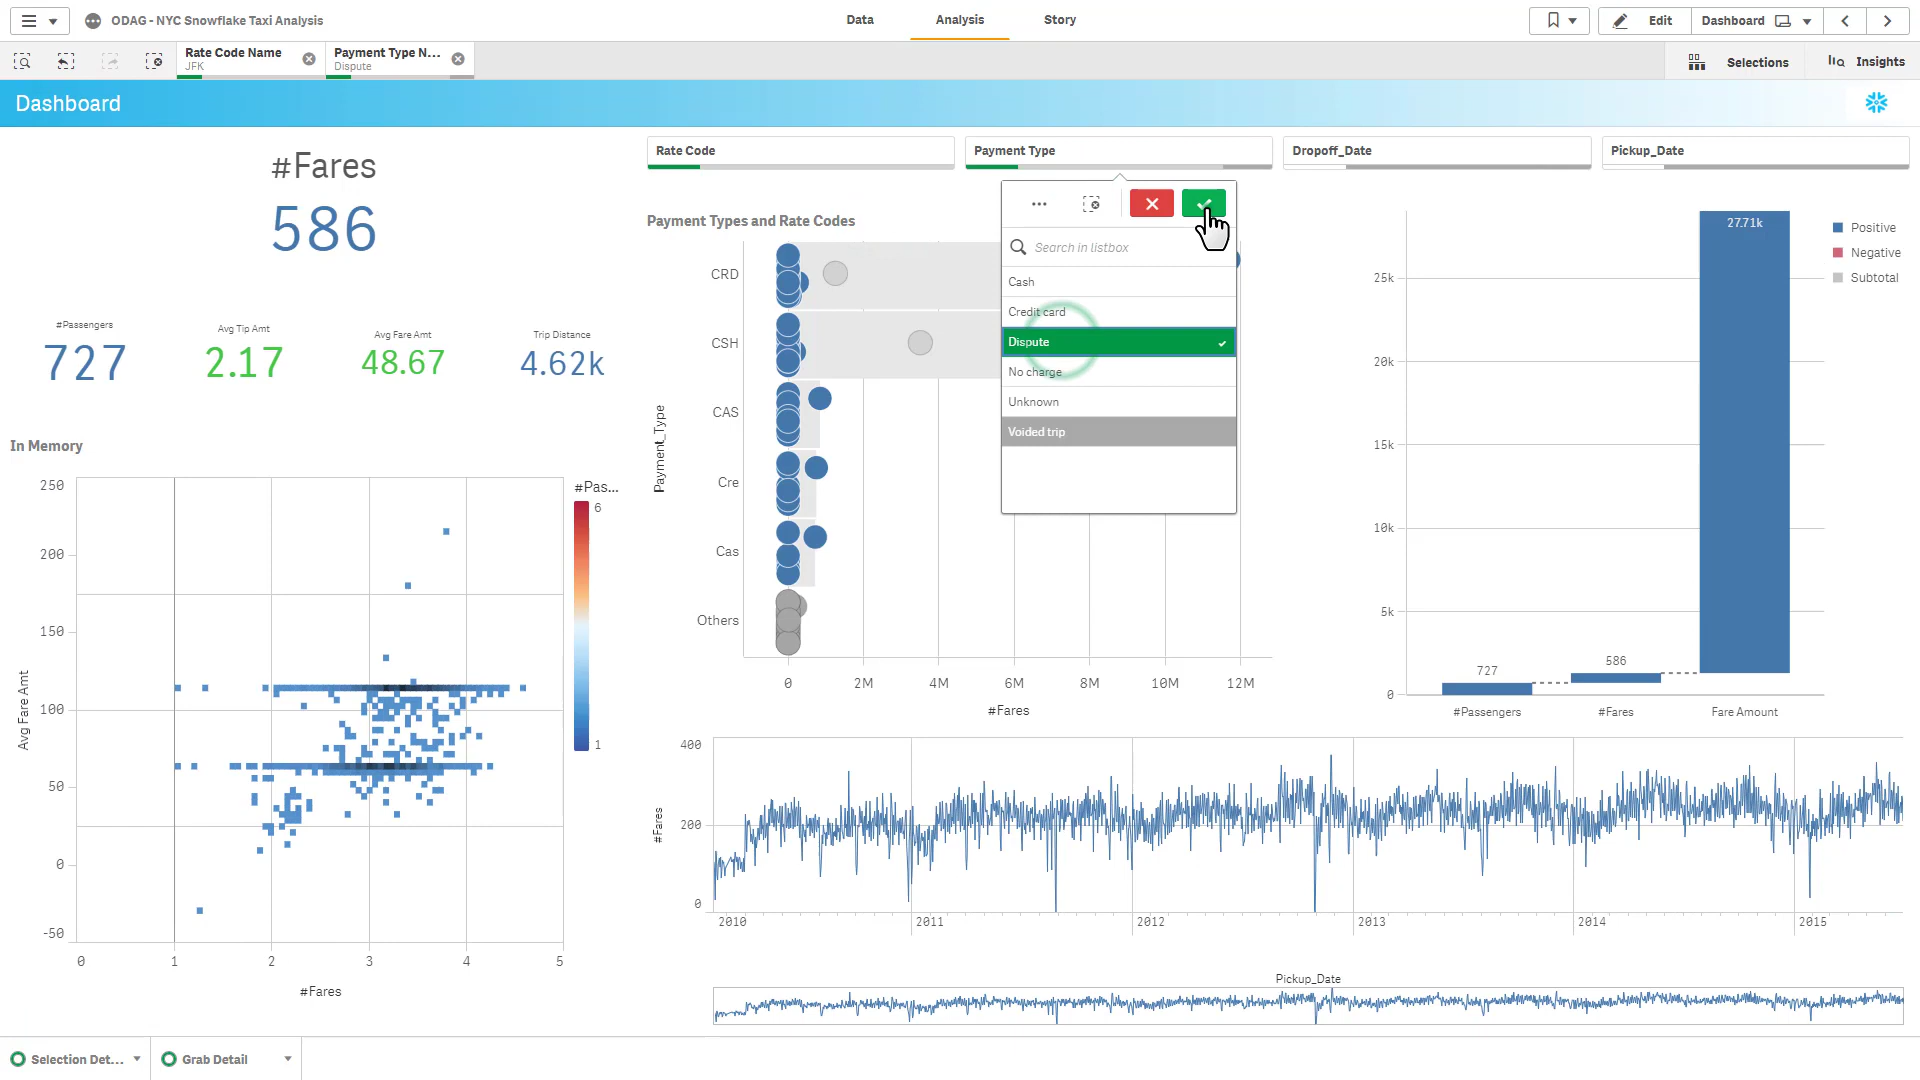 ODAG - NYC Snowflake Taxi Analysis
Data
Analysis
Story
Edit
Dashboard
Rate Code Name
JFK
Payment Type N...
Dispute
Selections
Insights
Dashboard
#Fares
586
#Passengers
727
Avg Tip Amt
2.17
Avg Fare Amt
48.67
Trip Distance
4.62k
Rate Code
Payment Type
Dropoff_Date
Pickup_Date
Search in listbox
Cash
Credit card
Dispute
No charge
Unknown
Voided trip
Payment Types and Rate Codes
Payment_Type
CRD
CSH
CAS
Cre
Cas
Others
0
2M
4M
6M
8M
10M
12M
#Fares
25k
20k
15k
10k
5k
0
27.71k
727
586
#Passengers
#Fares
Fare Amount
Positive
Negative
Subtotal
In Memory
Avg Fare Amt
250
200
150
100
50
0
-50
0
1
2
3
4
5
#Fares
#Pas...
6
1
#Fares
400
200
0
2010
2011
2012
2013
2014
2015
Pickup_Date
Selection Det...
Grab Detail